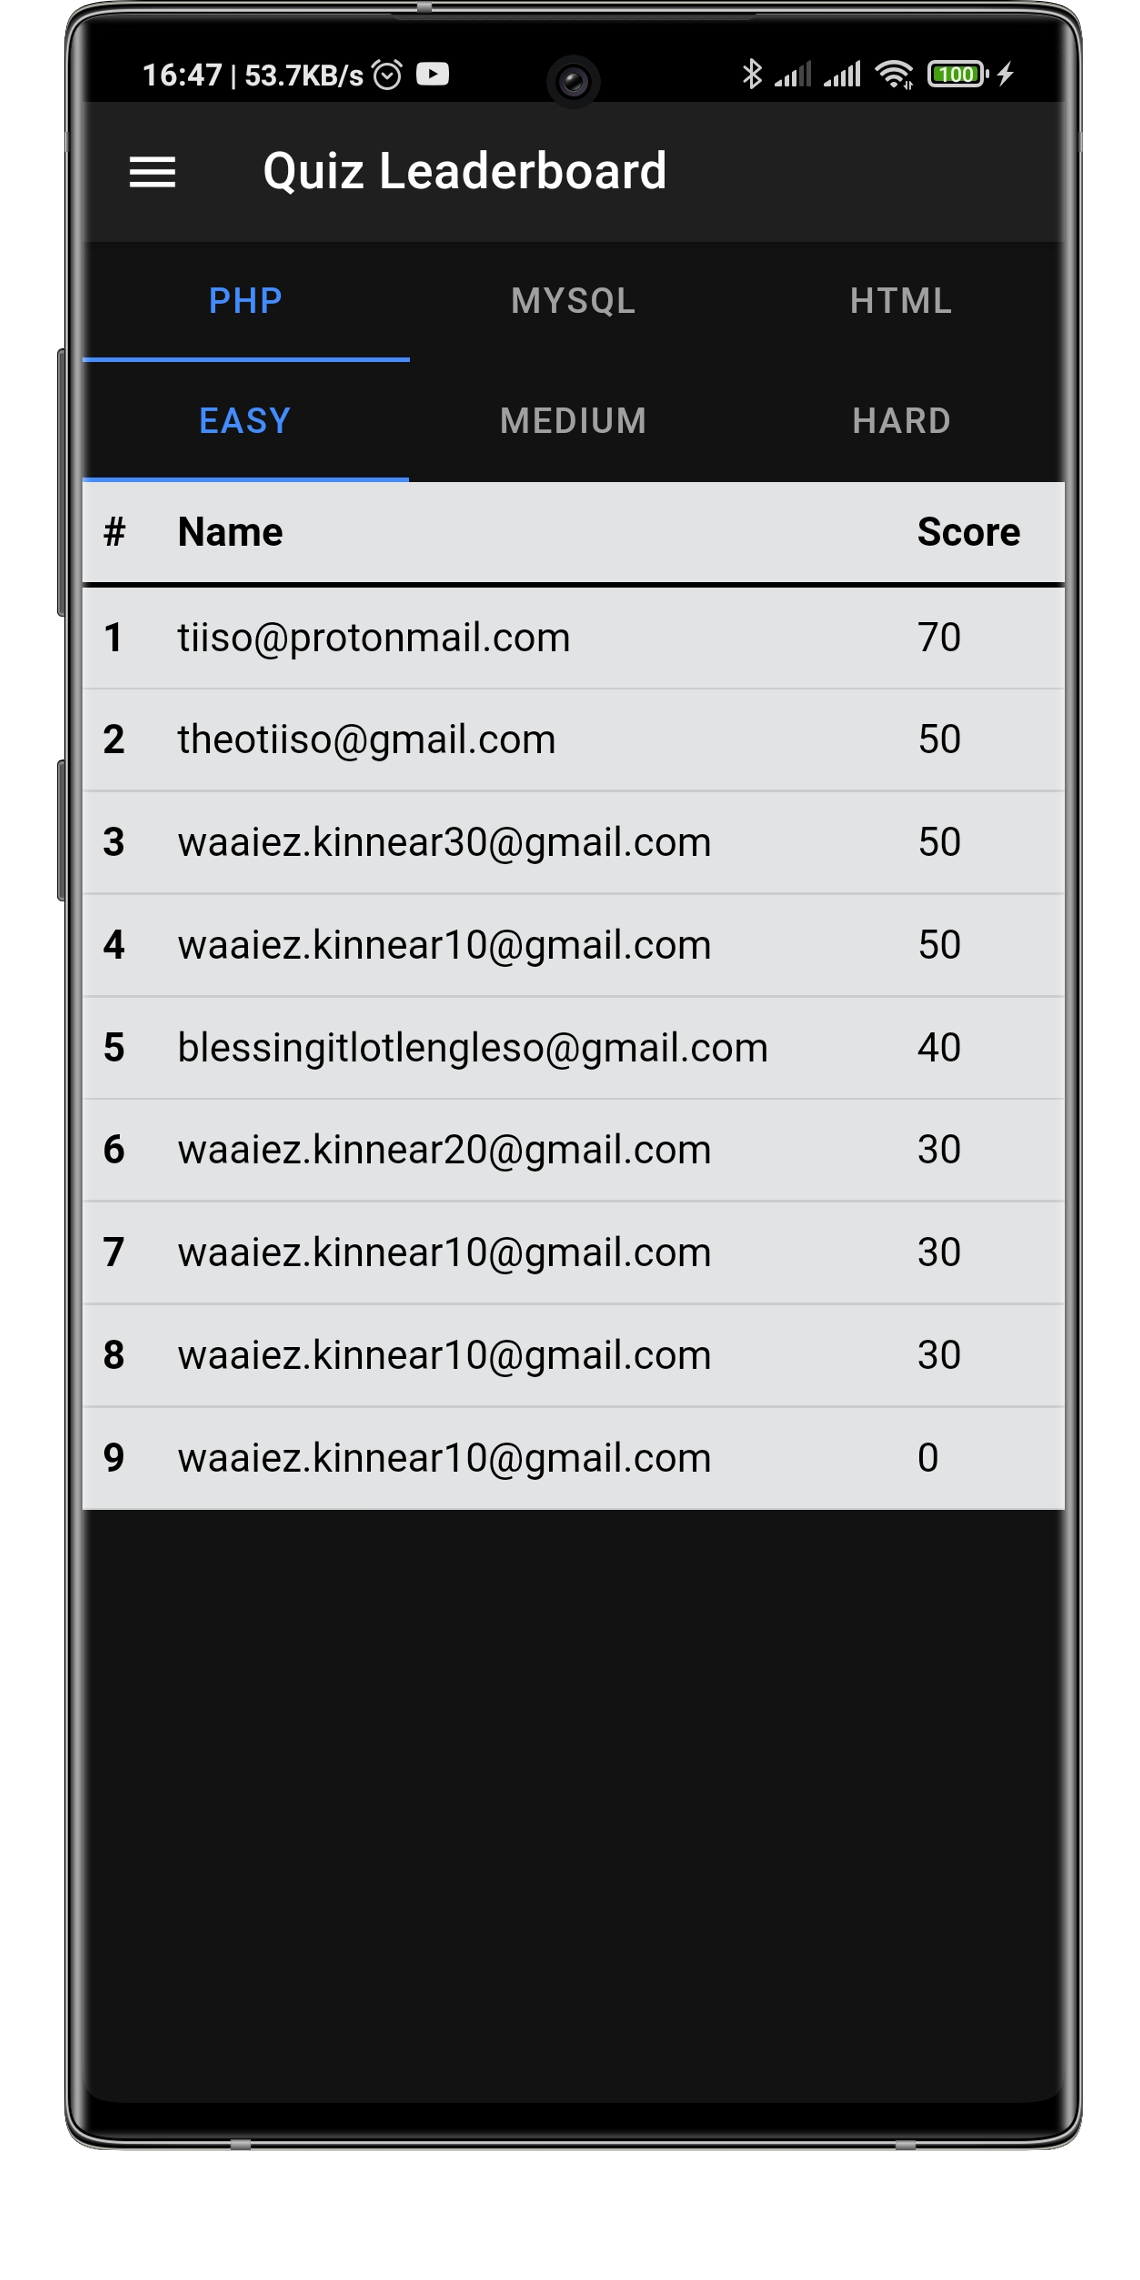 16:47 | 53.7KB/s 100
Quiz Leaderboard
PHP MYSQL HTML
EASY MEDIUM HARD
# Name Score
1 tiiso@protonmail.com 70
2 theotiiso@gmail.com 50
3 waaiez.kinnear30@gmail.com 50
4 waaiez.kinnear10@gmail.com 50
5 blessingitlotlengleso@gmail.com 40
6 waaiez.kinnear20@gmail.com 30
7 waaiez.kinnear10@gmail.com 30
8 waaiez.kinnear10@gmail.com 30
9 waaiez.kinnear10@gmail.com 0